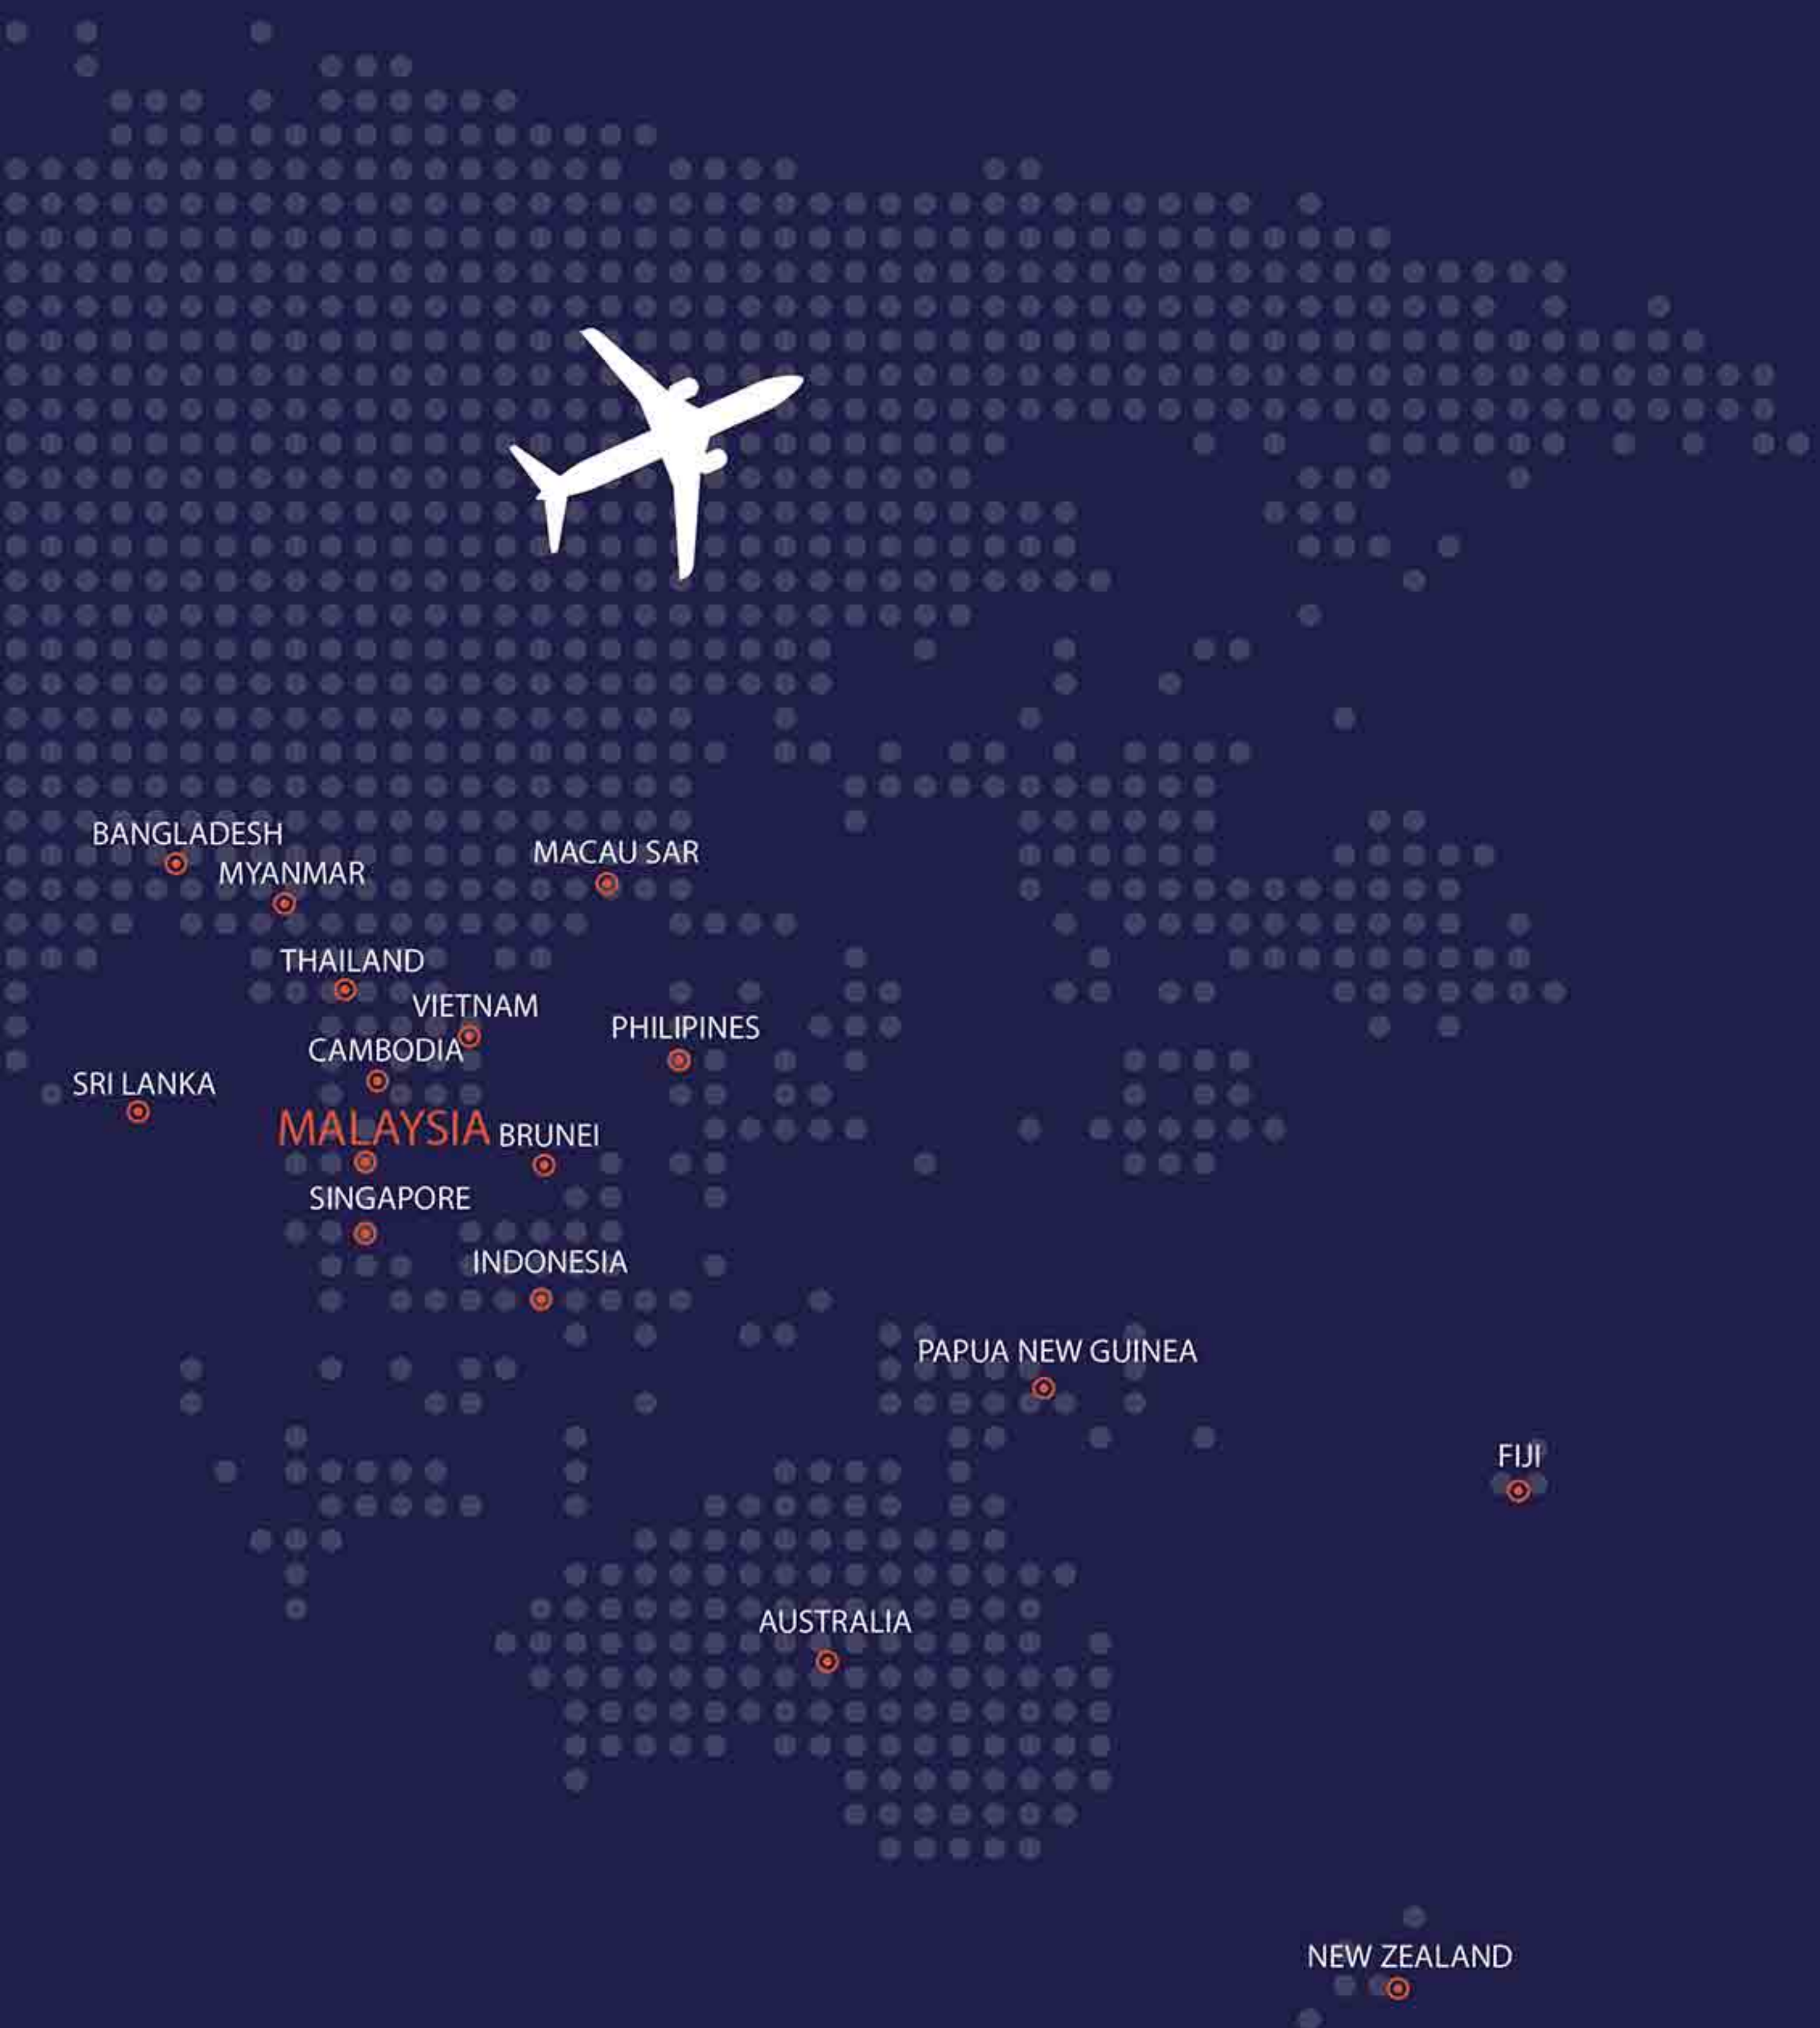 BANGLADESH
MACAU SAR
MYANMAR
THAILAND
VIETNAM
PHILIPINES
CAMBODIA
SRI LANKA
MALAYSIA
BRUNEI
SINGAPORE
INDONESIA
PAPUA NEW GUINEA
FIJI
AUSTRALIA
NEW ZEALAND